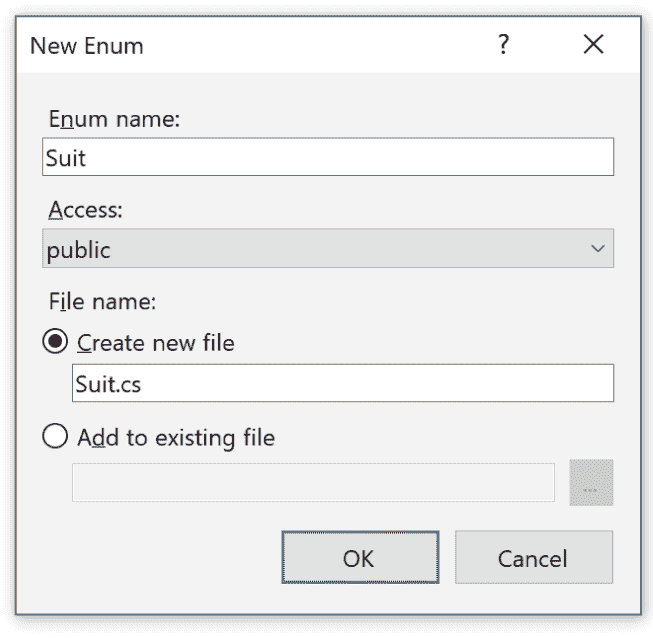 New Enum ?
Enum name:
Suit
Access:
public
File name:
Create new file
Suit.cs
Add to existing file
...
OK Cancel